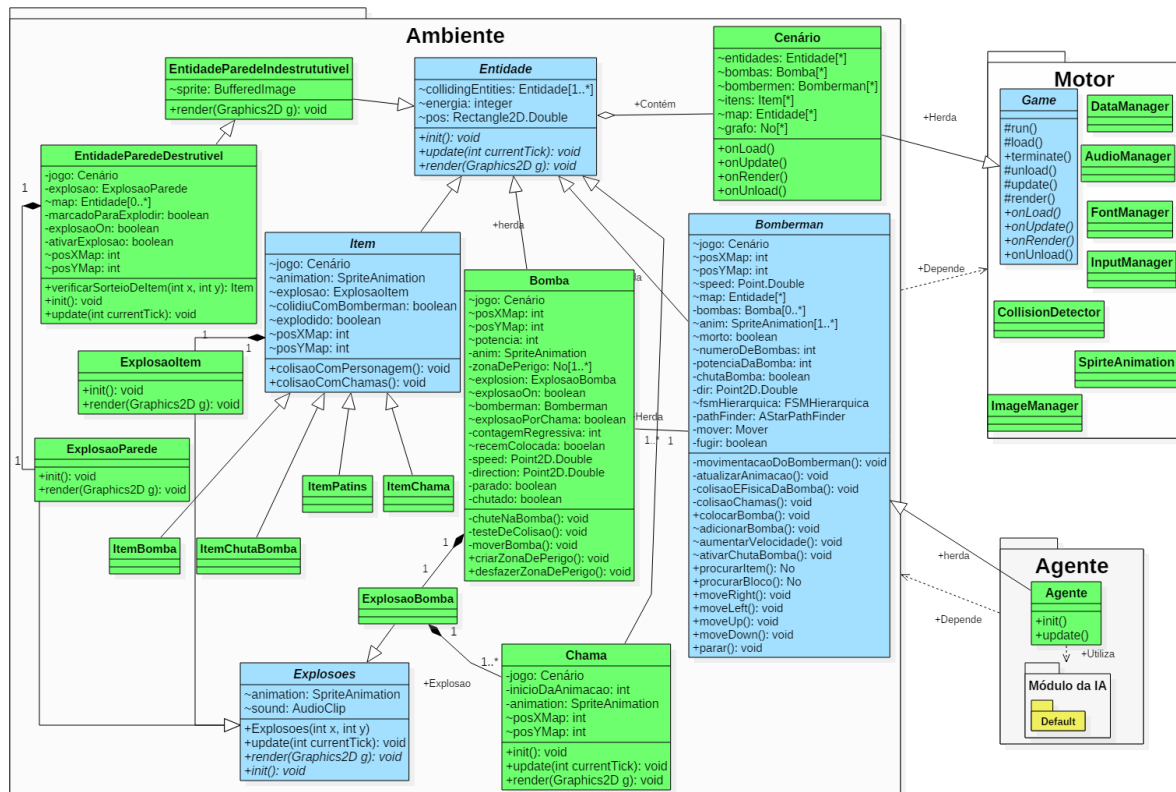 Ambiente
EntidadeParedeIndestrututivel
~sprite: BufferedImage
+render(Graphics2D g): void
Entidade
~collidingEntities: Entidade[1..*]
~energia: integer
~pos: Rectangle2D.Double
+init(): void
+update(int currentTick): void
+render(Graphics2D g): void
Cenário
~entidades: Entidade[*]
~bombas: Bomba[*]
~bombermen: Bomberman[*]
~itens: Item[*]
~map: Entidade[*]
~grafo: No[*]
+onLoad()
+onUpdate()
+onRender()
+onUnload()
+Contém
+Herda
Motor
Game
#run()
#load()
+terminate()
#unload()
#update()
#render()
+onLoad()
+onUpdate()
+onRender()
+onUnload()
DataManager
AudioManager
FontManager
InputManager
CollisionDetector
SpirteAnimation
ImageManager
EntidadeParedeDestrutivel
-jogo: Cenário
-explosao: ExplosaoParede
~map: Entidade[0..*]
-marcadoParaExplodir: boolean
-explosaoOn: boolean
-ativarExplosao: boolean
~posXMap: int
~posYMap: int
+verificarSorteioDeItem(int x, int y): Item
+init(): void
+update(int currentTick): void
1
1
Item
~jogo: Cenário
-animation: SpriteAnimation
~explosao: ExplosaoItem
~colidiuComBomberman: boolean
~explodido: boolean
~posXMap: int
~posYMap: int
+colisaoComPersonagem(): void
+colisaoComChamas(): void
1
1
+herda
Bomba
~jogo: Cenário
~posXMap: int
~posYMap: int
~potencia: int
-anim: SpriteAnimation
-zonaDePerigo: No[1..*]
~explosion: ExplosaoBomba
~explosaoOn: boolean
~bomberman: Bomberman
~explosaoPorChama: boolean
-contagemRegressiva: int
~recemColocada: booelan
-speed: Point2D.Double
-direction: Point2D.Double
-parado: boolean
-chutado: boolean
-chuteNaBomba(): void
-testeDeColisao(): void
-moverBomba(): void
+criarZonaDePerigo(): void
+desfazerZonaDePerigo(): void
1..*
1
Bomberman
~jogo: Cenário
~posXMap: int
~posYMap: int
~speed: Point.Double
~map: Entidade[*]
-bombas: Bomba[0..*]
~anim: SpriteAnimation[1..*]
~morto: boolean
~numeroDeBombas: int
-potenciaDaBomba: int
-chutaBomba: boolean
-dir: Point2D.Double
~fsmHierarquica: FSMHierarquica
-pathFinder: AStarPathFinder
-mover: Mover
-fugir: boolean
-movimentacaoDoBomberman(): void
-atualizarAnimacao(): void
-colisaoEFisicaDaBomba(): void
-colisaoChamas(): void
+colocarBomba(): void
~adicionarBomba(): void
~aumentarVelocidade(): void
~ativarChutaBomba(): void
+procurarItem(): No
+procurarBloco(): No
+moveRight(): void
+moveLeft(): void
+moveUp(): void
+moveDown(): void
+parar(): void
+Depende
+herda
+Depende
Agente
Agente
+init()
+update()
+Utiliza
Módulo da IA
Default
ExplosaoItem
+init(): void
+render(Graphics2D g): void
ExplosaoParede
+init(): void
+render(Graphics2D g): void
ItemPatins
ItemChama
ItemBomba
ItemChutaBomba
1
1
ExplosaoBomba
1
1..*
+Explosao
Explosoes
~animation: SpriteAnimation
~sound: AudioClip
+Explosoes(int x, int y)
+update(int currentTick): void
+render(Graphics2D g): void
+init(): void
Chama
-jogo: Cenário
-inicioDaAnimacao: int
-animation: SpriteAnimation
~posXMap: int
~posYMap: int
+init(): void
+update(int currentTick): void
+render(Graphics2D g): void